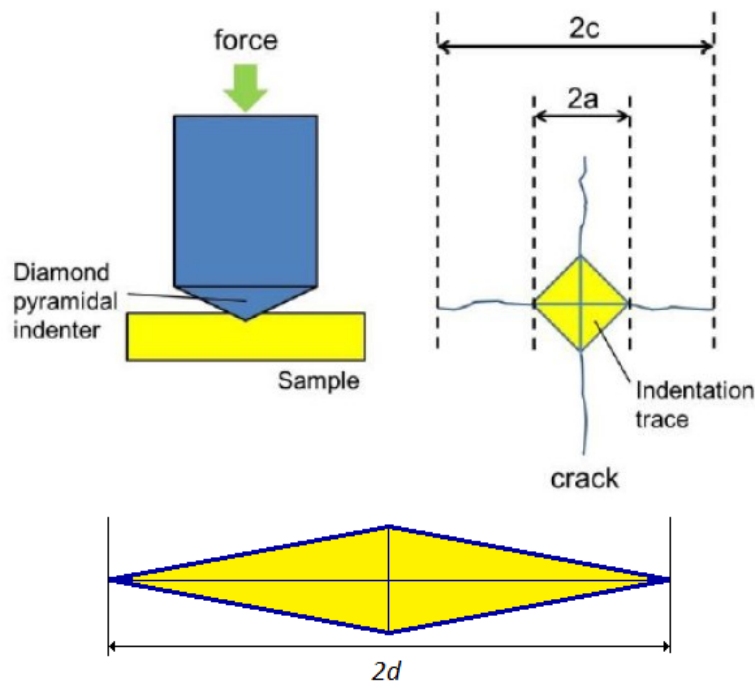 force
2c
2a
Diamond
pyramidal
indenter
Sample
Indentation
trace
crack
2d